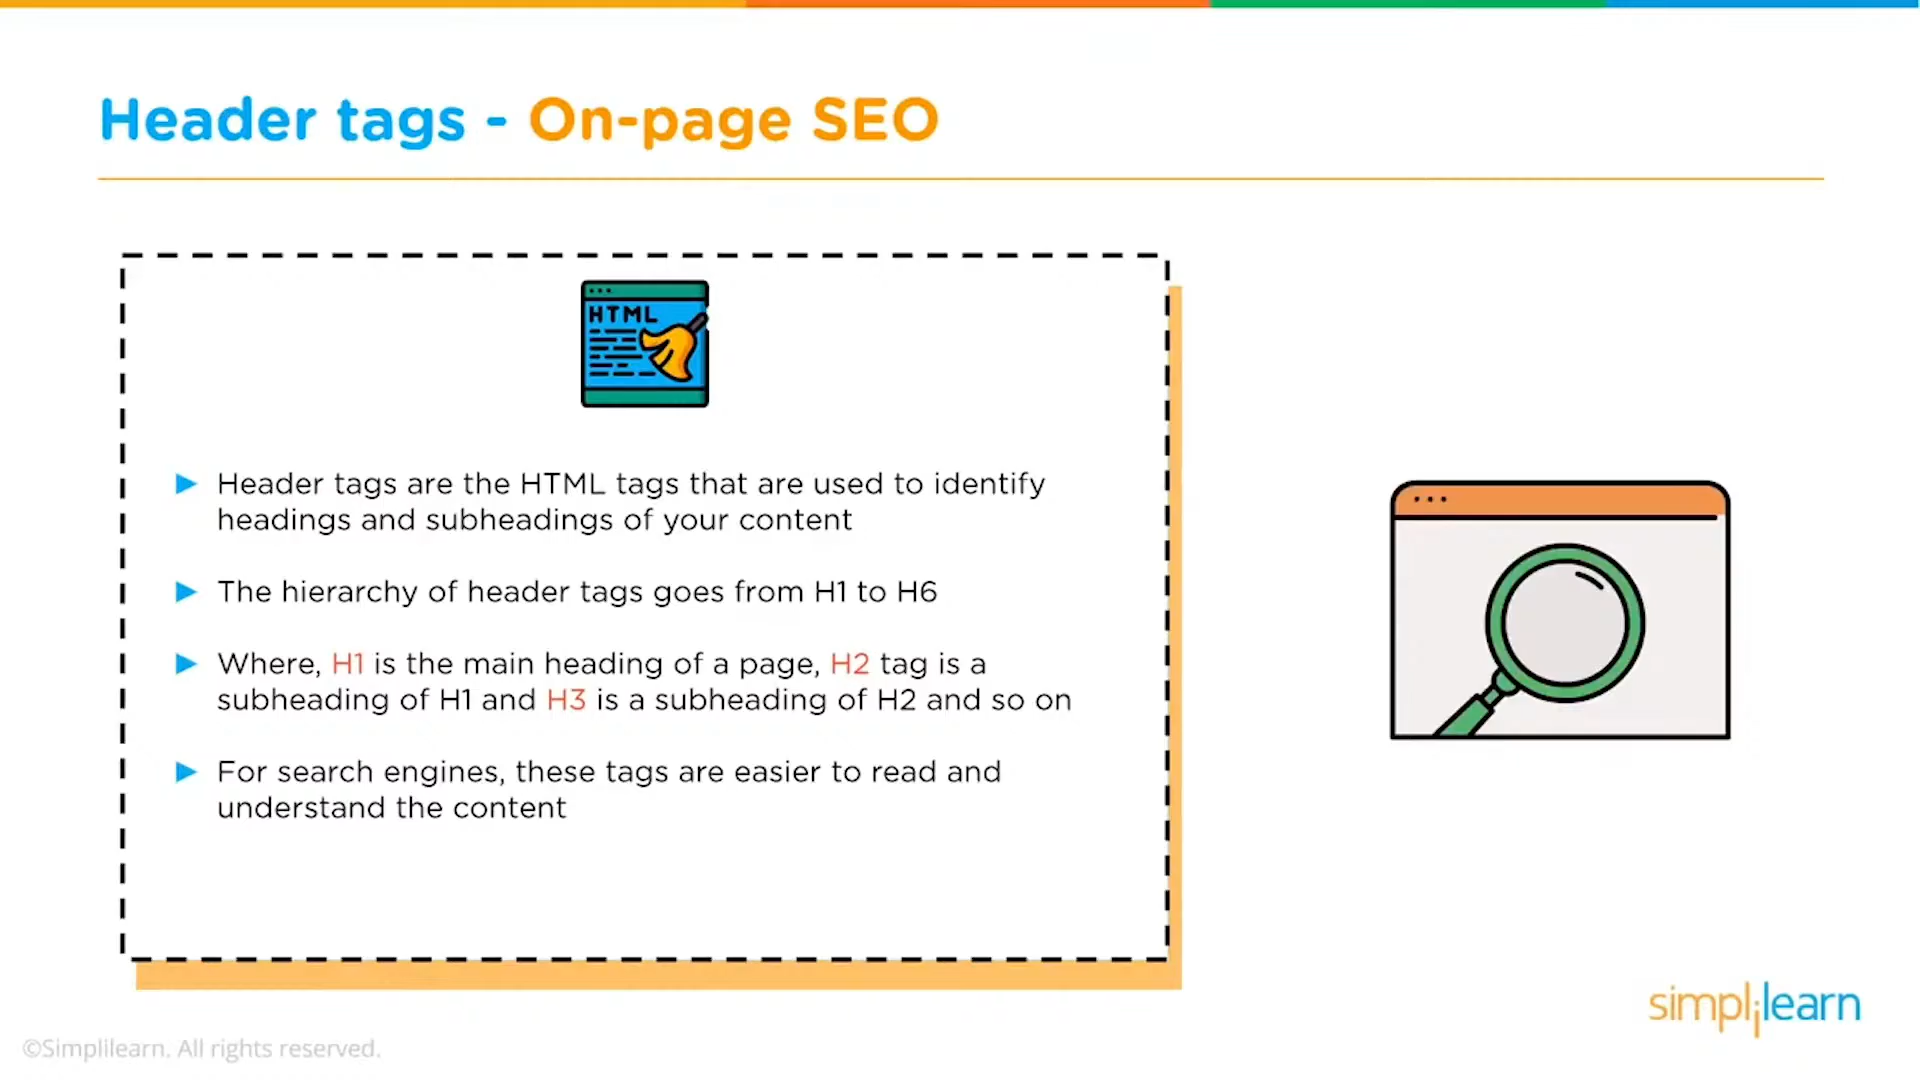 Header tags - On-page SEO
HTML
Header tags are the HTML tags that are used to identify
headings and subheadings of your content
The hierarchy of header tags goes from H1 to H6
Where, H1 is the main heading of a page, H2 tag is a
subheading of H1 and H3 is a subheading of H2 and so on
For search engines, these tags are easier to read and
understand the content
simplilearn
©Simplilearn. All rights reserved.